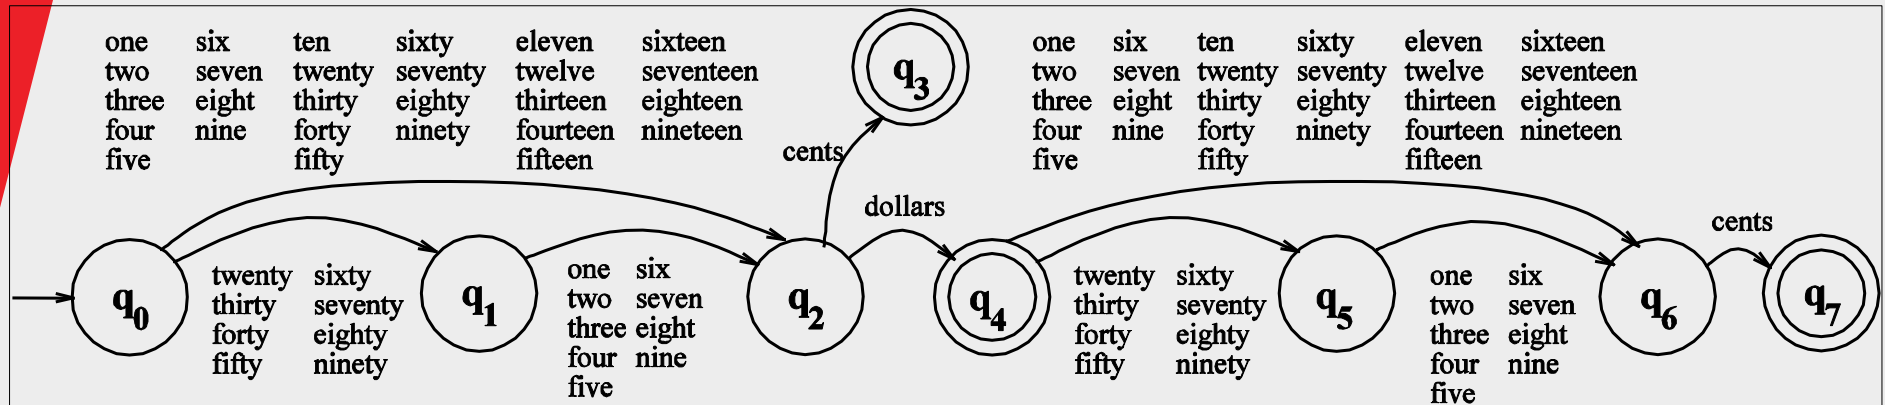 one six ten sixty eleven sixteen
two seven twenty seventy twelve seventeen
three eight thirty eighty thirteen eighteen
four nine forty ninety fourteen nineteen
five fifty fifteen
q3
cents
one six ten sixty eleven sixteen
two seven twenty seventy twelve seventeen
three eight thirty eighty thirteen eighteen
four nine forty ninety fourteen nineteen
five fifty fifteen
dollars
cents
q0
twenty sixty
thirty seventy
forty eighty
fifty ninety
q1
one six
two seven
three eight
four nine
five
q2
q4
twenty sixty
thirty seventy
forty eighty
fifty ninety
q5
one six
two seven
three eight
four nine
five
q6
q7